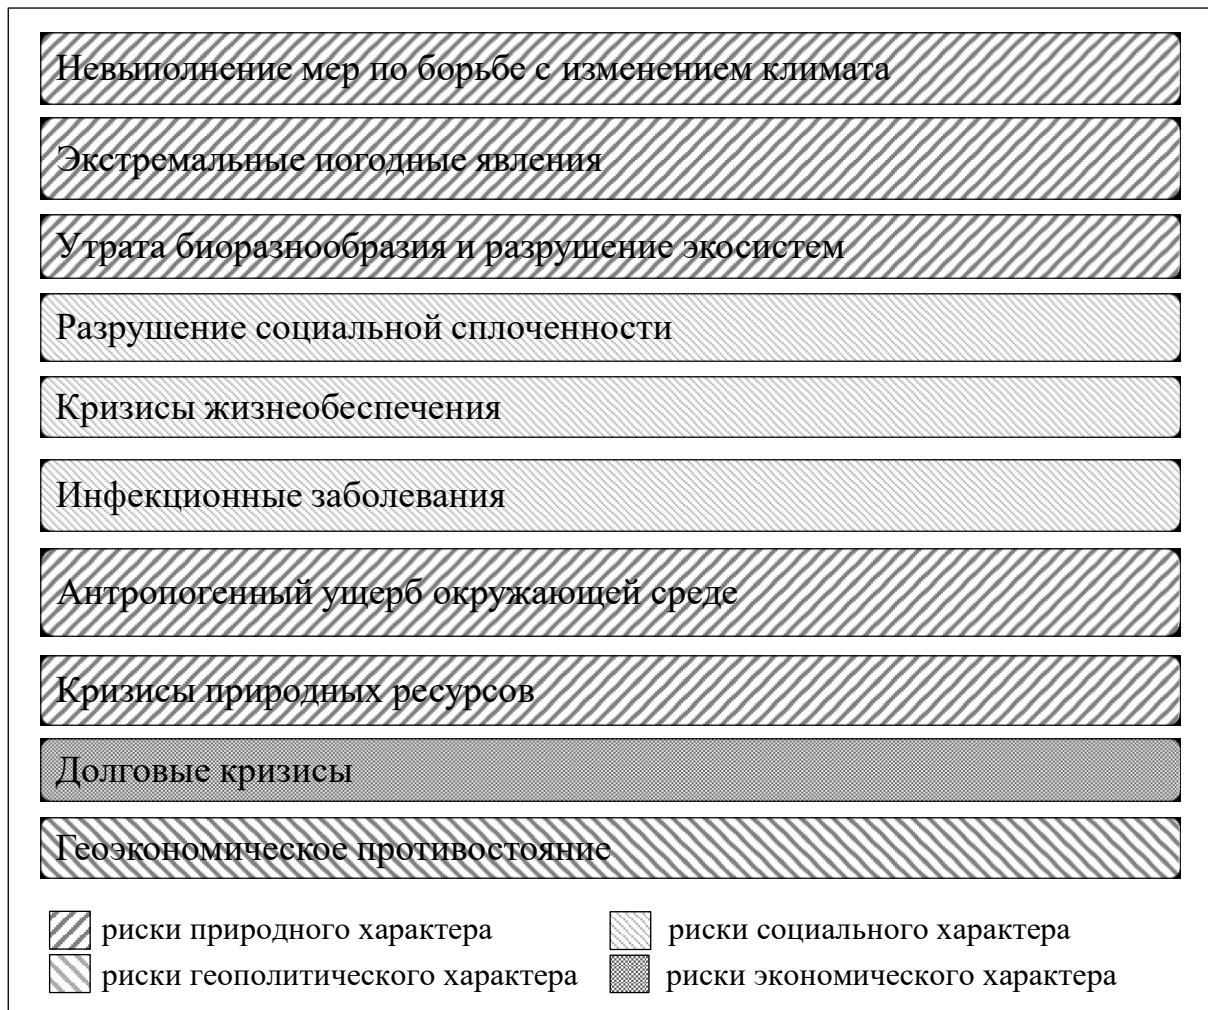 Невыполнение мер по борьбе с изменением климата
Экстремальные погодные явления
Утрата биоразнообразия и разрушение экосистем
Разрушение социальной сплоченности
Кризисы жизнеобеспечения
Инфекционные заболевания
Антропогенный ущерб окружающей среде
Кризисы природных ресурсов
Долговые кризисы
Геоэкономическое противостояние
риски природного характера
риски социального характера
риски геополитического характера
риски экономического характера